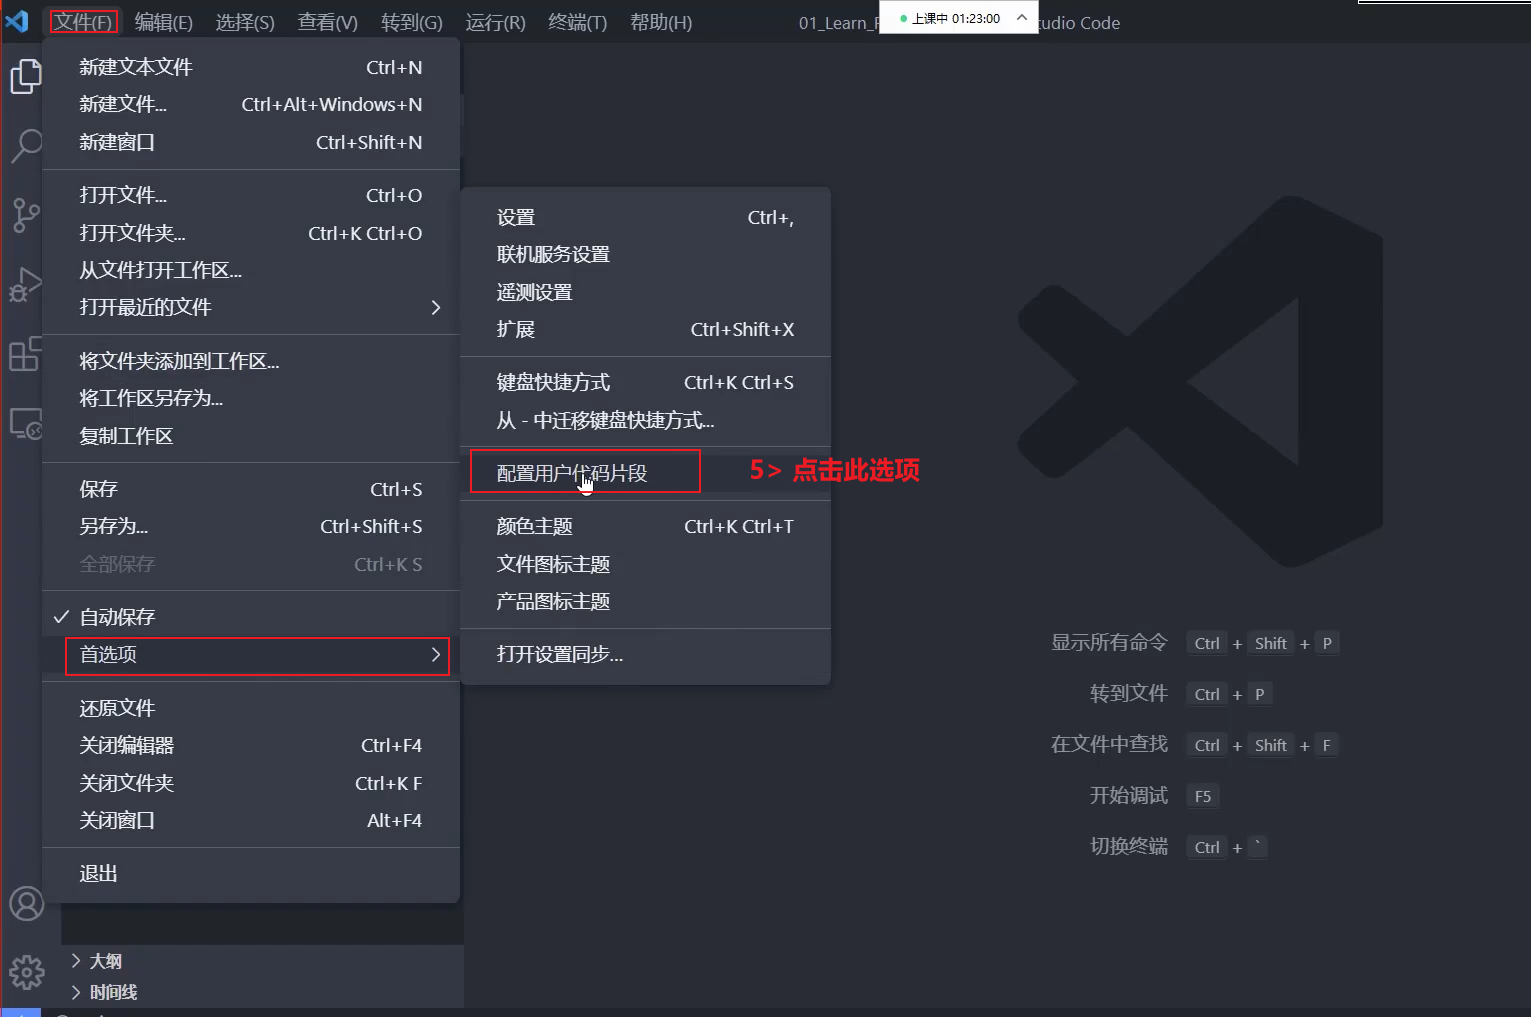 文件(F) 编辑(E) 选择(S) 查看(V) 转到(G) 运行(R) 终端(T) 帮助(H) 01_Learn_ 上课中 01:23:00 tudio Code
新建文本文件 Ctrl+N
新建文件... Ctrl+Alt+Windows+N
新建窗口 Ctrl+Shift+N
打开文件... Ctrl+O
打开文件夹... Ctrl+K Ctrl+O
从文件打开工作区...
打开最近的文件
将文件夹添加到工作区...
将工作区另存为...
复制工作区
保存 Ctrl+S
另存为... Ctrl+Shift+S
全部保存 Ctrl+K S
自动保存
首选项
还原文件
关闭编辑器 Ctrl+F4
关闭文件夹 Ctrl+K F
关闭窗口 Alt+F4
退出
设置 Ctrl+,
联机服务设置
遥测设置
扩展 Ctrl+Shift+X
键盘快捷方式 Ctrl+K Ctrl+S
从 - 中迁移键盘快捷方式...
配置用户代码片段
5> 点击此选项
颜色主题 Ctrl+K Ctrl+T
文件图标主题
产品图标主题
打开设置同步...
显示所有命令 Ctrl + Shift + P
转到文件 Ctrl + P
在文件中查找 Ctrl + Shift + F
开始调试 F5
切换终端 Ctrl + `
大纲
时间线